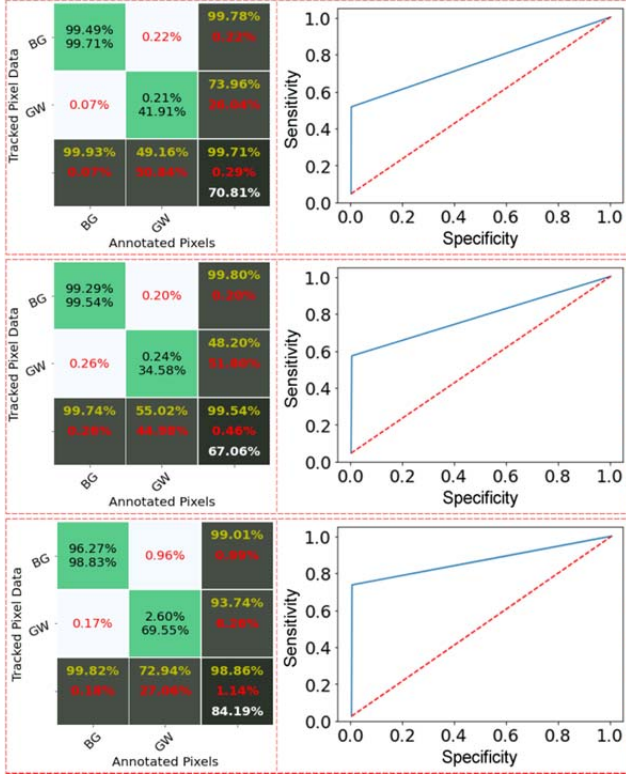 Tracked Pixel Data
BG
99.49%
99.71%
0.22%
99.78%
0.22%
GW
0.07%
0.21%
41.91%
73.96%
26.04%
99.93%
0.07%
49.16%
50.84%
99.71%
0.29%
70.81%
BG
GW
Annotated Pixels
Sensitivity
1.0
0.8
0.6
0.4
0.2
0.0
0.0 0.2 0.4 0.6 0.8 1.0
Specificity
Tracked Pixel Data
BG
99.29%
99.54%
0.20%
99.80%
0.20%
GW
0.26%
0.24%
34.58%
48.20%
51.80%
99.74%
0.26%
55.02%
44.98%
99.54%
0.46%
67.06%
BG
GW
Annotated Pixels
Sensitivity
1.0
0.8
0.6
0.4
0.2
0.0
0.0 0.2 0.4 0.6 0.8 1.0
Specificity
Tracked Pixel Data
BG
96.27%
98.83%
0.96%
99.01%
0.99%
GW
0.17%
2.60%
69.55%
93.74%
6.26%
99.82%
0.18%
72.94%
27.06%
98.86%
1.14%
84.19%
BG
GW
Annotated Pixels
Sensitivity
1.0
0.8
0.6
0.4
0.2
0.0
0.0 0.2 0.4 0.6 0.8 1.0
Specificity